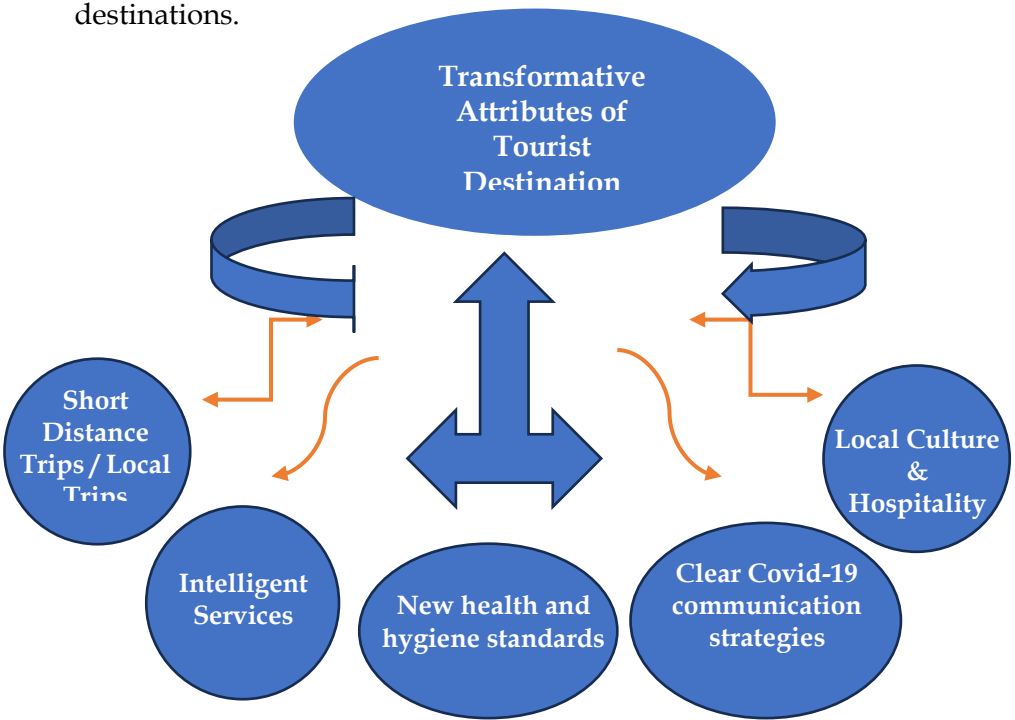 destinations.
Transformative
Attributes of
Tourist
Destination
Short
Distance
Trips / Local
Trips
Intelligent
Services
New health and
hygiene standards
Clear Covid-19
communication
strategies
Local Culture
&
Hospitality